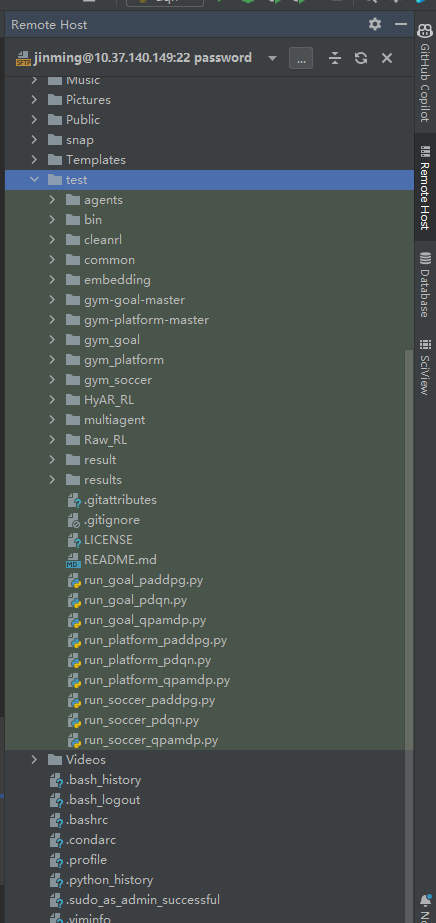 Remote Host
jinming@10.37.140.149:22 password
...
Music
Pictures
Public
snap
Templates
test
agents
bin
cleanrl
common
embedding
gym-goal-master
gym-platform-master
gym_goal
gym_platform
gym_soccer
HyAR_RL
multiagent
Raw_RL
result
results
.gitattributes
.gitignore
LICENSE
README.md
run_goal_paddpg.py
run_goal_pdqn.py
run_goal_qpamdp.py
run_platform_paddpg.py
run_platform_pdqn.py
run_platform_qpamdp.py
run_soccer_paddpg.py
run_soccer_pdqn.py
run_soccer_qpamdp.py
Videos
.bash_history
.bash_logout
.bashrc
.condarc
.profile
.python_history
.sudo_as_admin_successful
.viminfo
GitHub Copilot
Remote Host
Database
SciView